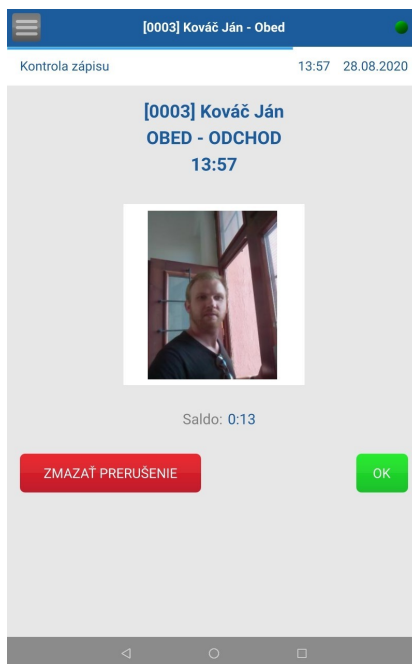 [0003] Kováč Ján - Obed
Kontrola zápisu 13:57 28.08.2020
[0003] Kováč Ján
OBED - ODCHOD
13:57
Saldo: 0:13
ZMAZAŤ PRERUŠENIE OK